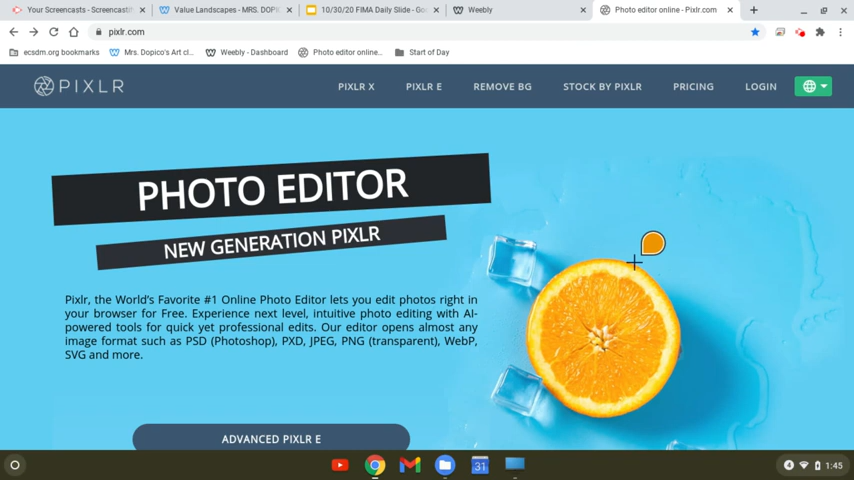 Your Screencasts - Screencastif
Value Landscapes - MRS. DOPI
10/30/20 FIMA Daily Slide - Go
Weebly
Photo editor online - Pixlr.com
pixlr.com
ecsdm.org bookmarks
Mrs. Dopico's Art cl...
Weebly - Dashboard
Photo editor online...
Start of Day
PIXLR
PIXLR X
PIXLR E
REMOVE BG
STOCK BY PIXLR
PRICING
LOGIN
PHOTO EDITOR
NEW GENERATION PIXLR
Pixlr, the World's Favorite #1 Online Photo Editor lets you edit photos right in
your browser for Free. Experience next level, intuitive photo editing with AI-
powered tools for quick yet professional edits. Our editor opens almost any
image format such as PSD (Photoshop), PXD, JPEG, PNG (transparent), WebP,
SVG and more.
ADVANCED PIXLR E
31
4
1:45